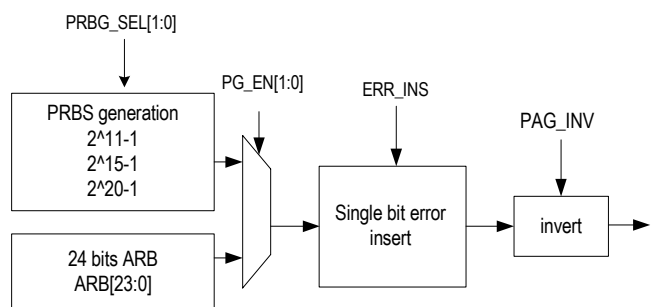 PRBG_SEL[1:0]
PG_EN[1:0]
ERR_INS
PAG_INV
PRBS generation
2^11-1
2^15-1
2^20-1
Single bit error
insert
invert
24 bits ARB
ARB[23:0]